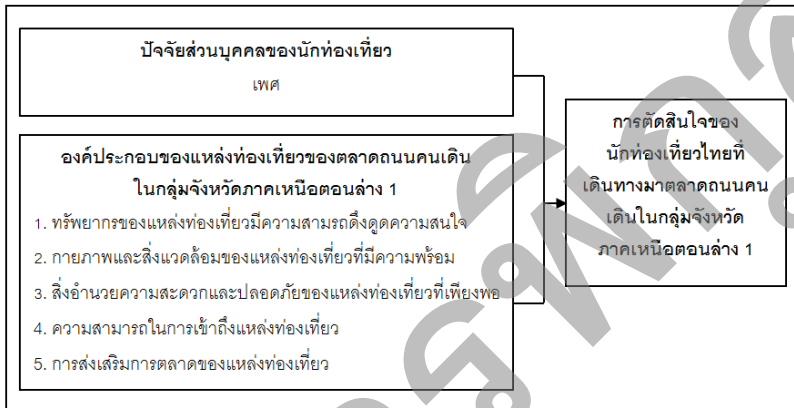 ปัจจัยส่วนบุคคลของนักท่องเที่ยว
เพศ
องค์ประกอบของแหล่งท่องเที่ยวของตลาดถนนคนเดิน
ในกลุ่มจังหวัดภาคเหนือตอนล่าง 1
1. ทรัพยากรของแหล่งท่องเที่ยวมีความสามรถดึงดูดความสนใจ
2. กายภาพและสิ่งแวดล้อมของแหล่งท่องเที่ยวที่มีความพร้อม
3. สิ่งอำนวยความสะดวกและปลอดภัยของแหล่งท่องเที่ยวที่เพียงพอ
4. ความสามารถในการเข้าถึงแหล่งท่องเที่ยว
5. การส่งเสริมการตลาดของแหล่งท่องเที่ยว
การตัดสินใจของ
นักท่องเที่ยวไทยที่
เดินทางมาตลาดถนนคน
เดินในกลุ่มจังหวัด
ภาคเหนือตอนล่าง 1